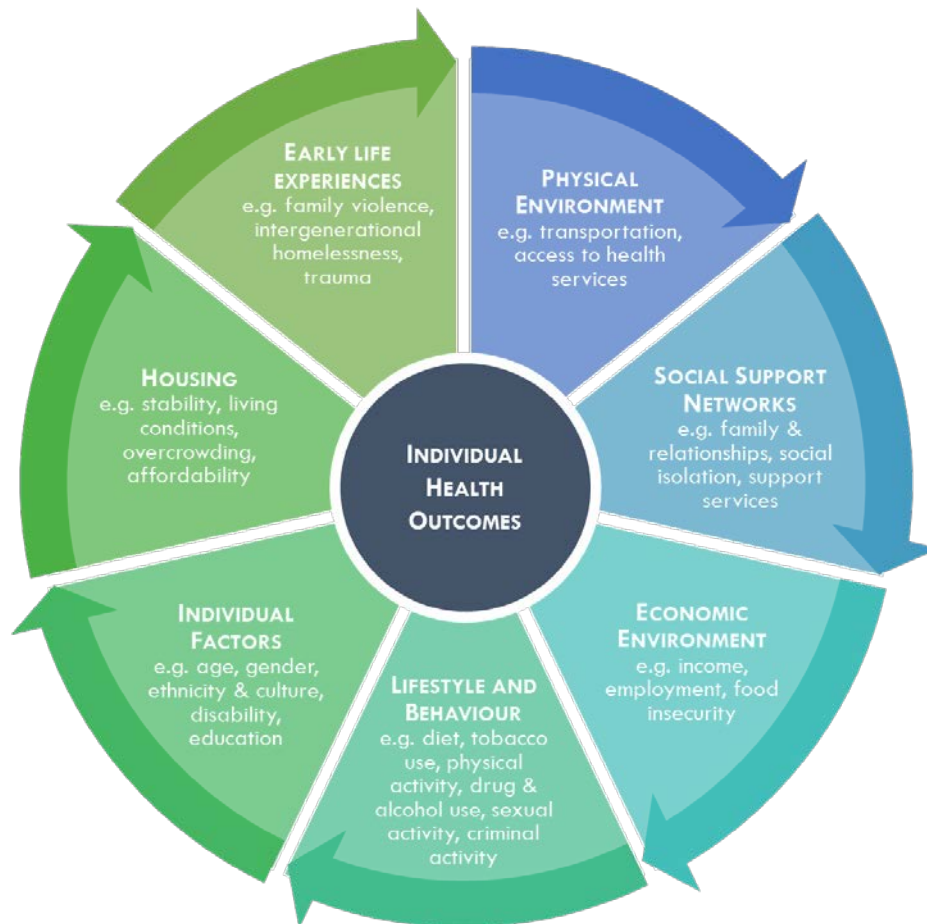 EARLY LIFE
EXPERIENCES
e.g. family violence,
intergenerational
homelessness,
trauma
PHYSICAL
ENVIRONMENT
e.g. transportation,
access to health
services
SOCIAL SUPPORT
NETWORKS
e.g. family &
relationships, social
isolation, support
services
ECONOMIC
ENVIRONMENT
e.g. income,
employment, food
insecurity
LIFESTYLE AND
BEHAVIOUR
e.g. diet, tobacco
use, physical
activity, drug &
alcohol use, sexual
activity, criminal
activity
INDIVIDUAL
FACTORS
e.g. age, gender,
ethnicity & culture,
disability,
education
HOUSING
e.g. stability, living
conditions,
overcrowding,
affordability
INDIVIDUAL
HEALTH
OUTCOMES